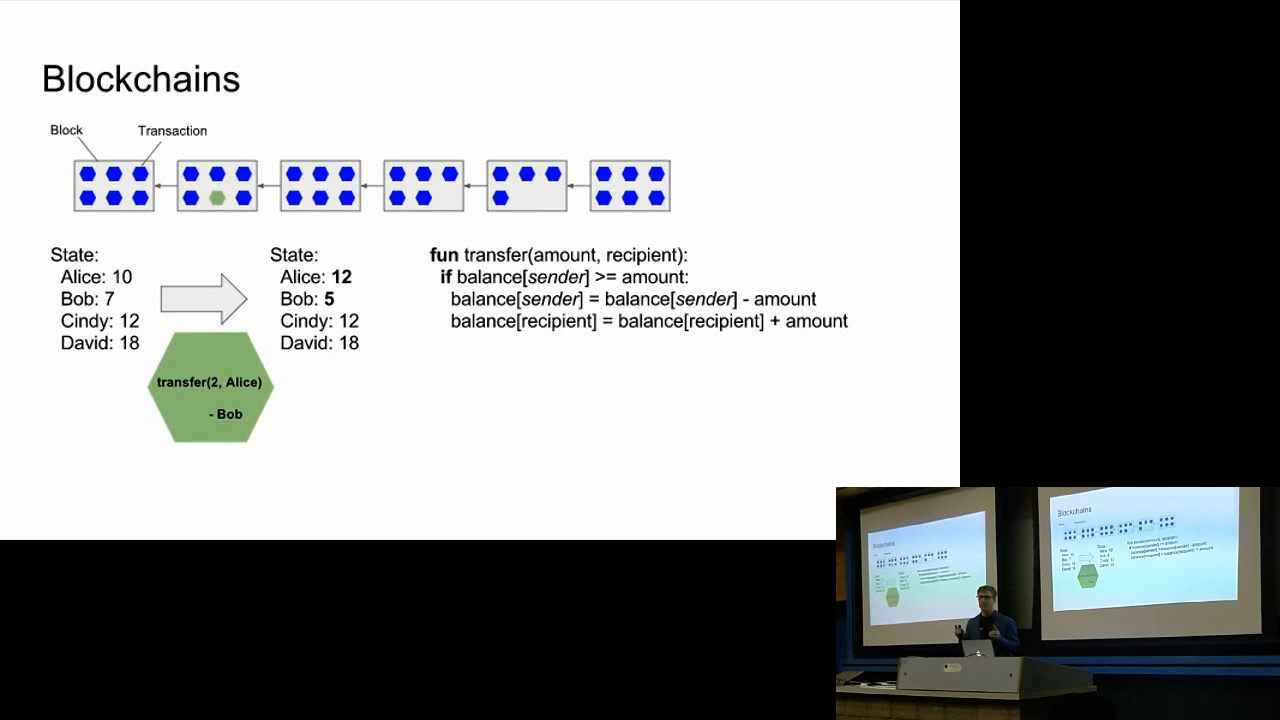 Blockchains
Block
Transaction
State:
Alice: 10
Bob: 7
Cindy: 12
David: 18
State:
Alice: 12
Bob: 5
Cindy: 12
David: 18
transfer(2, Alice)
- Bob
fun transfer(amount, recipient):
if balance[sender] >= amount:
balance[sender] = balance[sender] - amount
balance[recipient] = balance[recipient] + amount
Blockchains
Blockchains